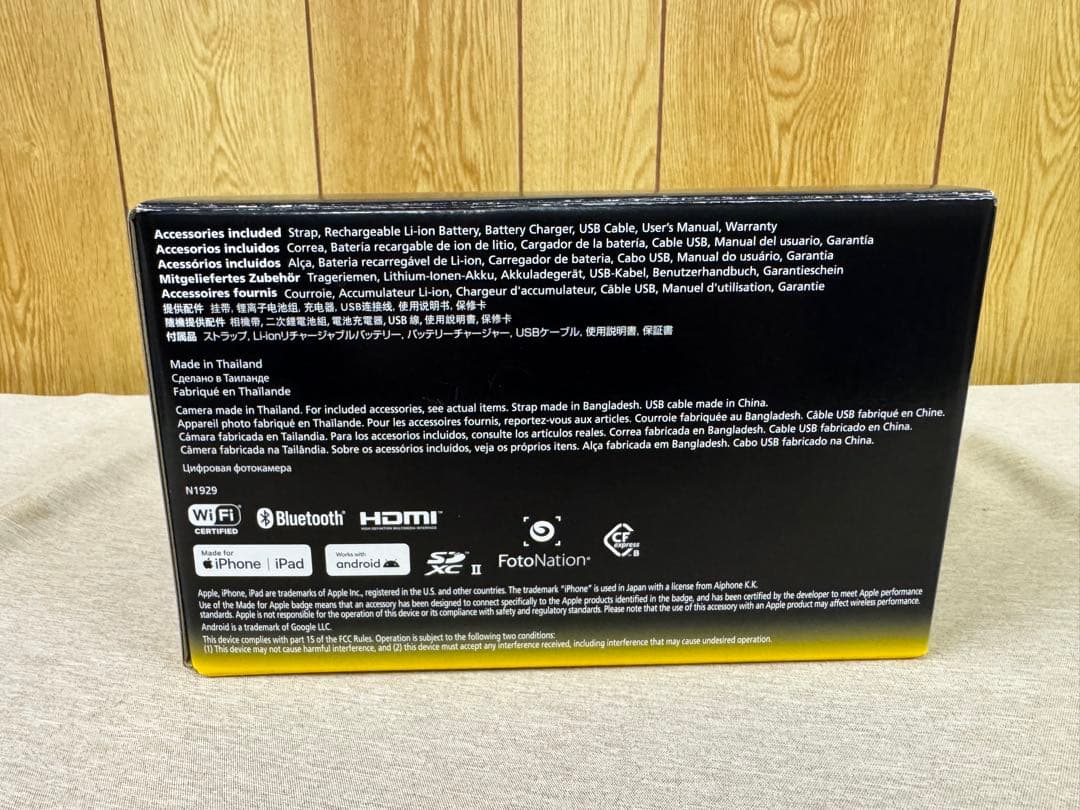 Accessories included Strap, Rechargeable Li-ion Battery, Battery Charger, USB Cable, User's Manual, Warranty
Accesorios incluidos Correa, Batería recargable de ion de litio, Cargador de la batería, Cable USB, Manual del usuario, Garantía
Acessórios incluídos Alça, Bateria recarregável de Li-ion, Carregador de bateria, Cabo USB, Manual do usuário, Garantia
Mitgeliefertes Zubehör Trageriemen, Lithium-Ionen-Akku, Akkuladegerät, USB-Kabel, Benutzerhandbuch, Garantieschein
Accessoires fournis Courroie, Accumulateur Li-ion, Chargeur d'accumulateur, Câble USB, Manuel d'utilisation, Garantie
提供配件 挂带, 锂离子电池组, 充电器, USB连接线, 使用说明书, 保修卡
隨機提供配件 相機帶, 二次鋰電池組, 電池充電器, USB 線, 使用說明書, 保修卡
付属品 ストラップ, Li-ionリチャージャブルバッテリー, バッテリーチャージャー, USBケーブル, 使用説明書, 保証書
Made in Thailand
Сделано в Таиланде
Fabriqué en Thaïlande
Camera made in Thailand. For included accessories, see actual items. Strap made in Bangladesh. USB cable made in China.
Appareil photo fabriqué en Thaïlande. Pour les accessoires fournis, reportez-vous aux articles. Courroie fabriquée au Bangladesh. Câble USB fabriqué en Chine.
Cámara fabricada en Tailandia. Para los accesorios incluidos, consulte los artículos reales. Correa fabricada en Bangladesh. Cable USB fabricado en China.
Câmera fabricada na Tailândia. Sobre os acessórios incluídos, veja os próprios itens. Alça fabricada em Bangladesh. Cabo USB fabricado na China.
Цифровая фотокамера
N1929
Wi Fi CERTIFIED
Bluetooth
HDMI HIGH-DEFINITION MULTIMEDIA INTERFACE
Made for iPhone | iPad
Works with android
SD XC II
FotoNation
CF express B
Apple, iPhone, iPad are trademarks of Apple Inc., registered in the U.S. and other countries. The trademark "iPhone" is used in Japan with a license from Aiphone K.K.
Use of the Made for Apple badge means that an accessory has been designed to connect specifically to the Apple products identified in the badge, and has been certified by the developer to meet Apple performance
standards. Apple is not responsible for the operation of this device or its compliance with safety and regulatory standards. Please note that the use of this accessory with an Apple product may affect wireless performance.
Android is a trademark of Google LLC.
This device complies with part 15 of the FCC Rules. Operation is subject to the following two conditions:
(1) This device may not cause harmful interference, and (2) this device must accept any interference received, including interference that may cause undesired operation.